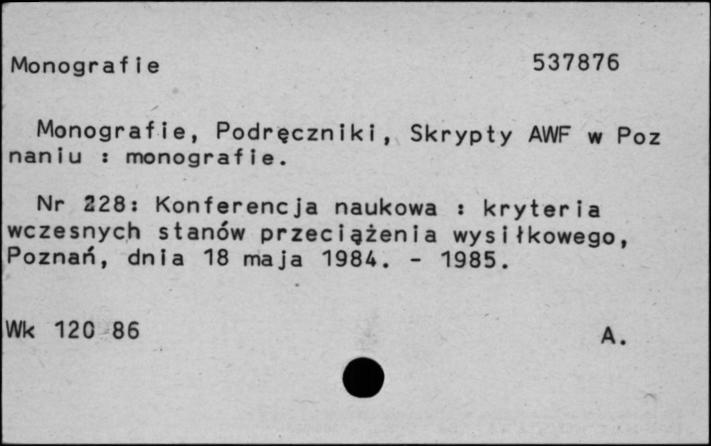 Monografie 537876
Monografie, Podręczniki, Skrypty AWF w Poz
naniu : monografie.
Nr 228: Konferencja naukowa : kryteria
wczesnych stanów przeciążenia wysiłkowego,
Poznań, dnia 18 maja 1984. - 1985.
Wk 120 86 A.